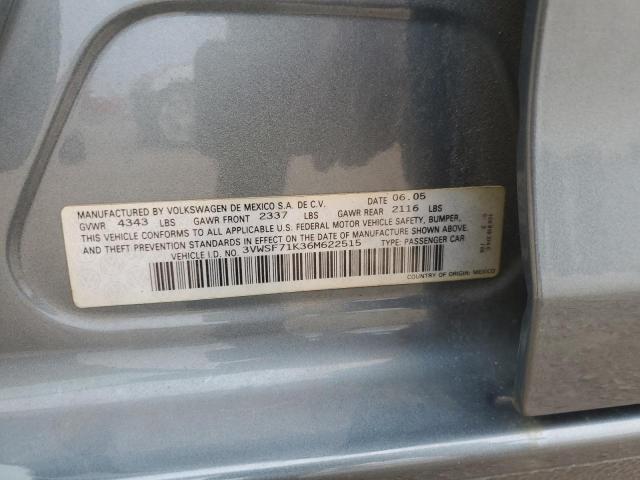 MANUFACTURED BY VOLKSWAGEN DE MEXICO S.A. DE C.V. DATE 06.05
GVWR 4343 LBS GAWR FRONT 2337 LBS GAWR REAR 2116 LBS
THIS VEHICLE CONFORMS TO ALL APPLICABLE FEDERAL MOTOR VEHICLE SAFETY, BUMPER,
AND THEFT PREVENTION STANDARDS IN EFFECT ON THE DATE OF MANUFACTURE SHOWN ABOVE.
VEHICLE I.D. NO. 3VWSF71K36M622515 TYPE: PASSENGER CAR
COUNTRY OF ORIGIN: MEXICO